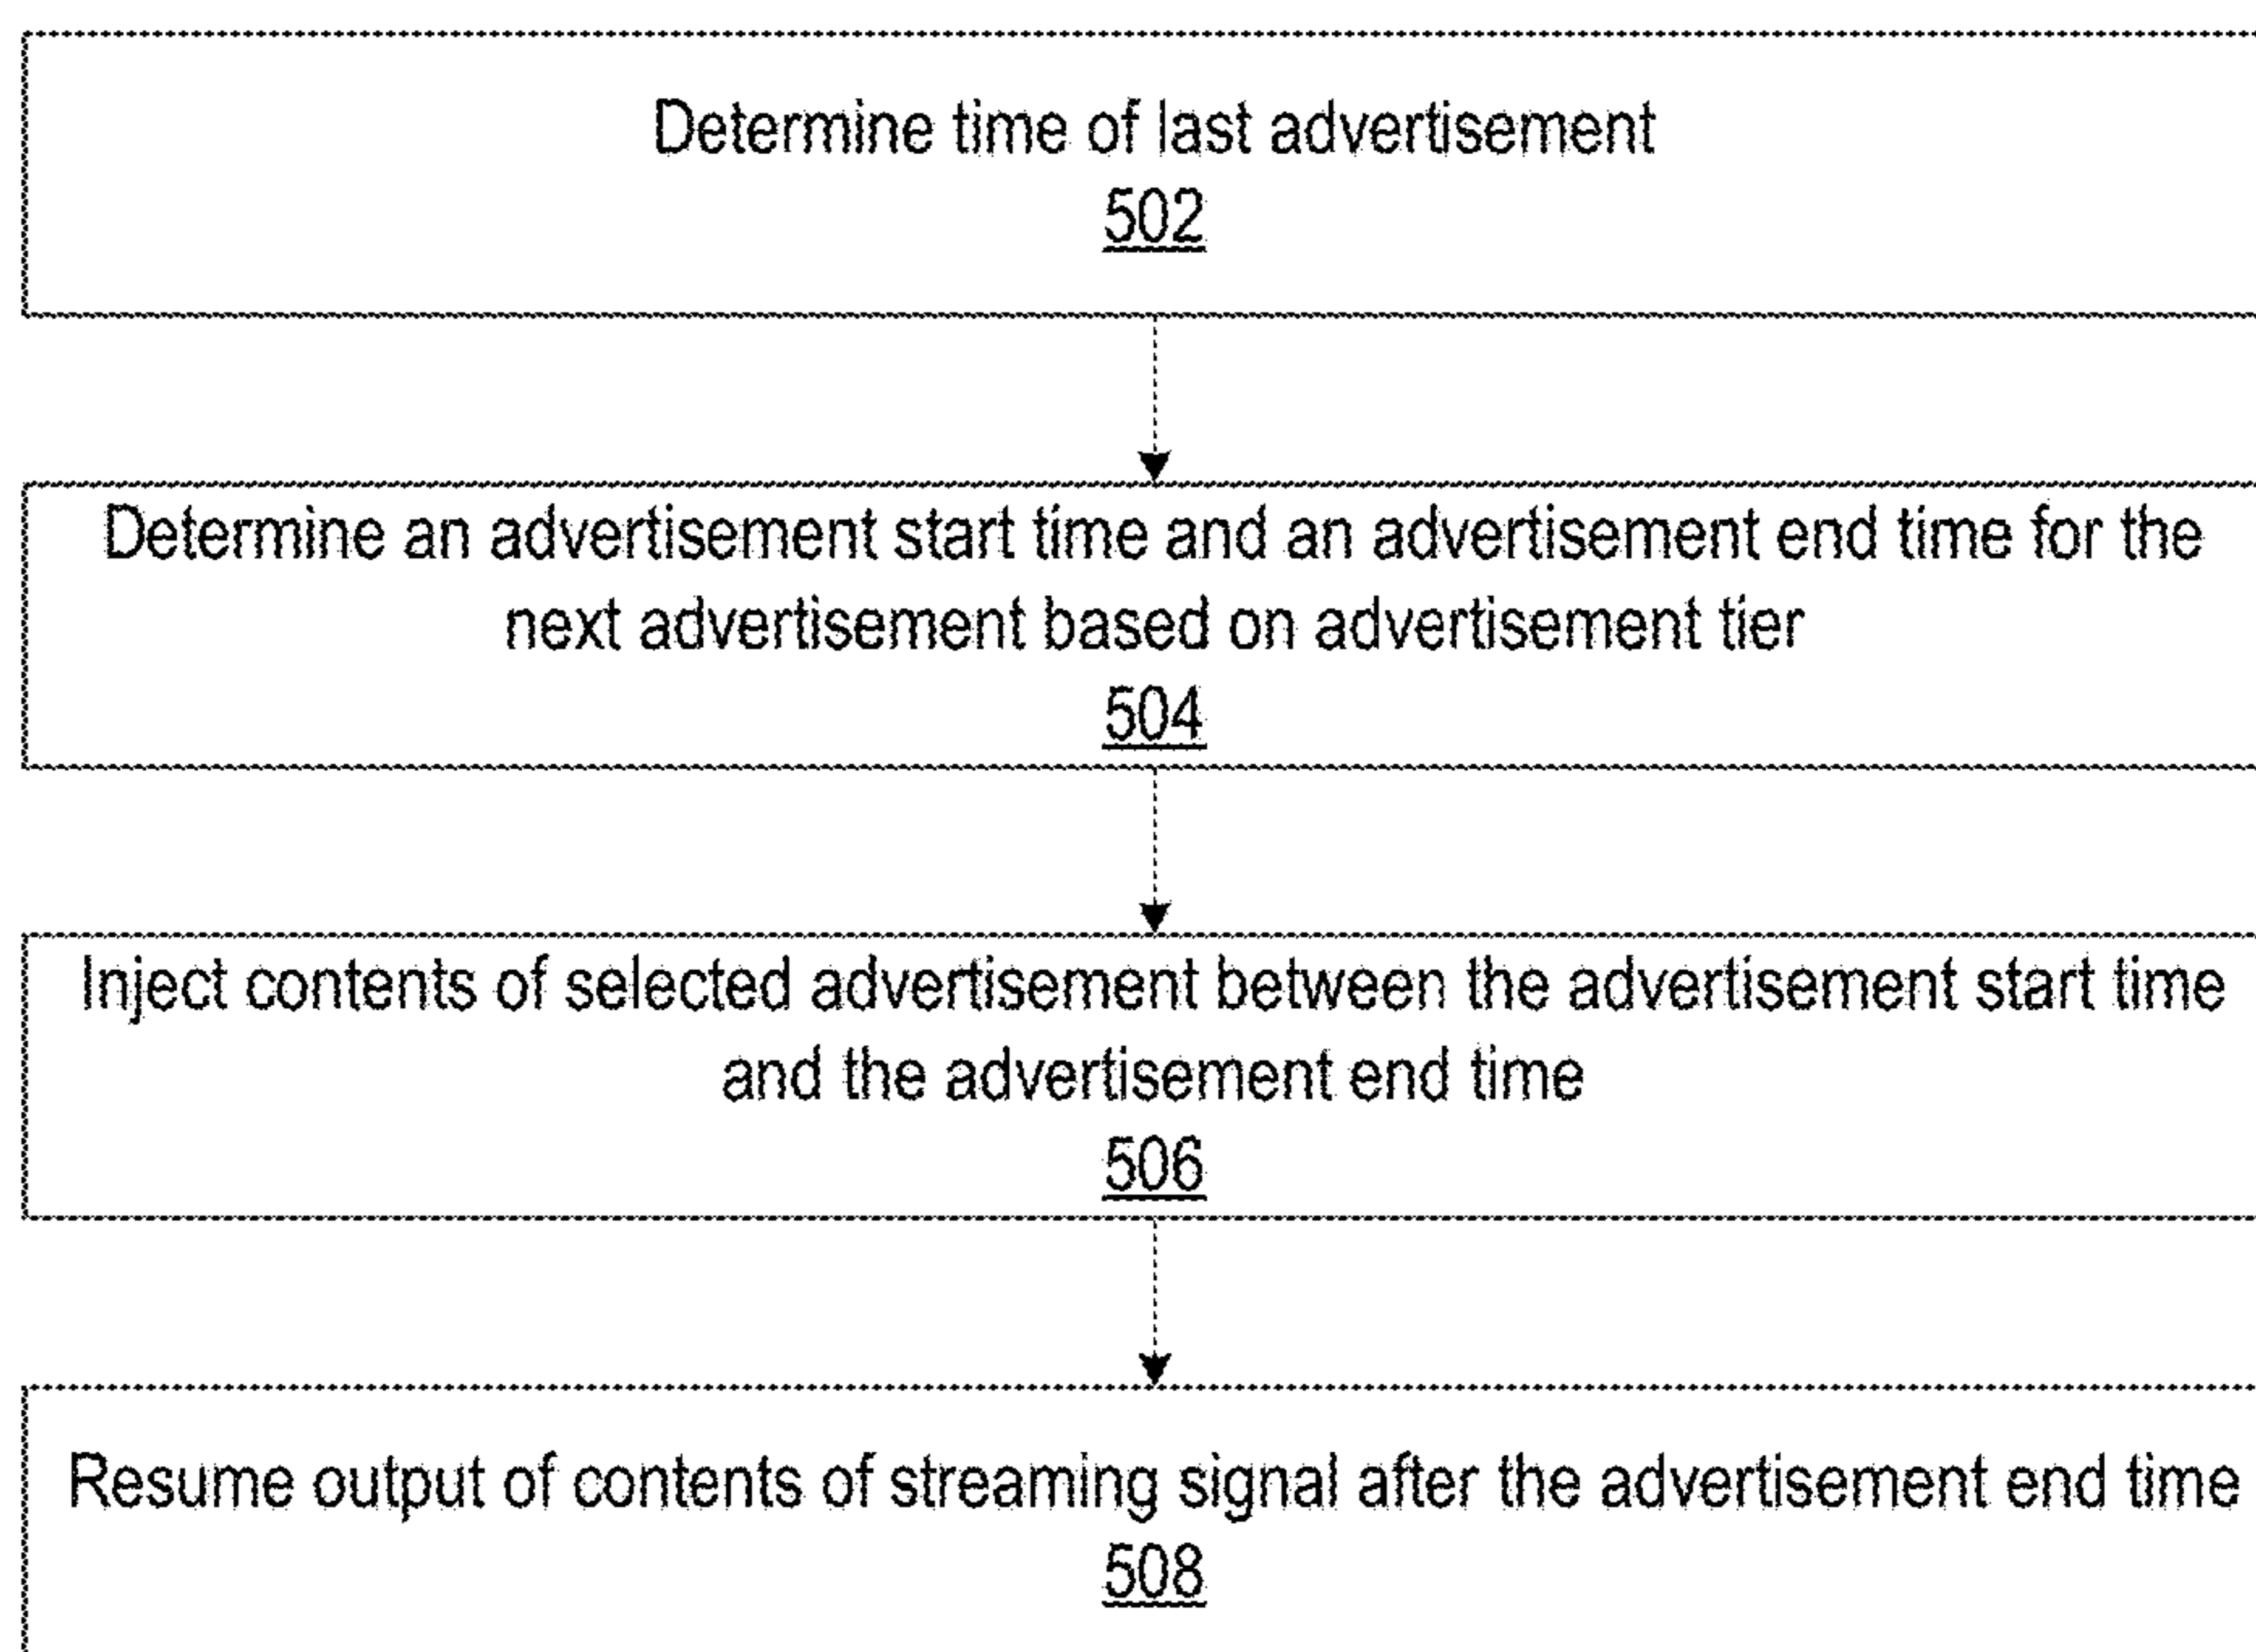 Determine time of last advertisement
502
Determine an advertisement start time and an advertisement end time for the
next advertisement based on advertisement tier
504
Inject contents of selected advertisement between the advertisement start time
and the advertisement end time
506
Resume output of contents of streaming signal after the advertisement end time
508